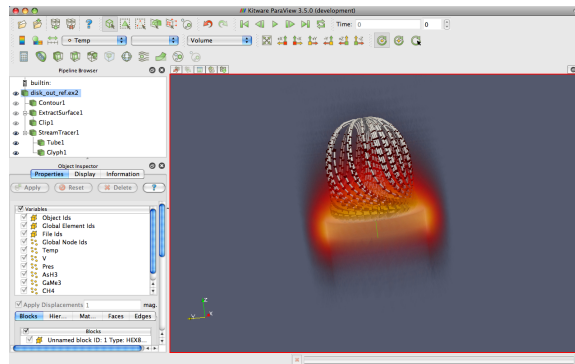 Kitware ParaView 3.5.0 (development)
Time: 0 0
Temp Volume
Pipeline Browser
builtin:
disk_out_ref.ex2
Contour1
ExtractSurface1
Clip1
StreamTracer1
Tube1
Glyph1
Object Inspector
Properties Display Information
Apply Reset Delete ?
Variables
Object Ids
Global Element Ids
File Ids
Global Node Ids
Temp
V
Pres
AsH3
GaMe3
CH4
Apply Displacements 1 mag.
Blocks Hier... Mat... Faces Edges
Blocks
Unnamed block ID: 1 Type: HEX8...
Z
Y